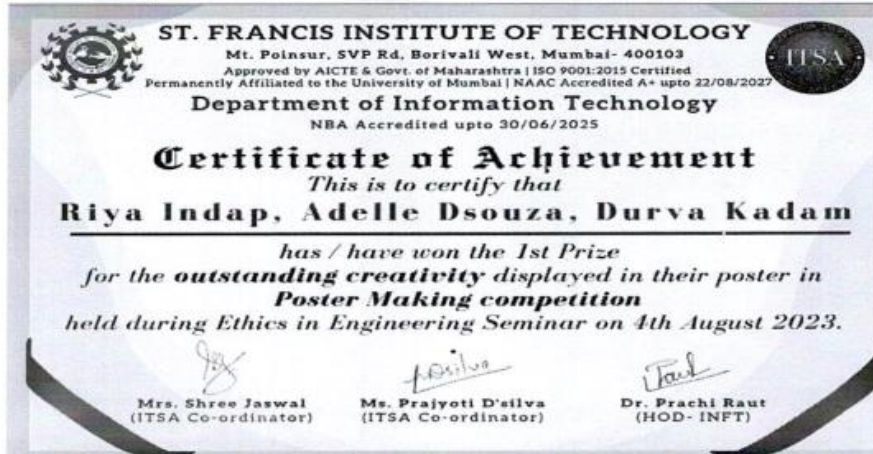 ST. FRANCIS INSTITUTE OF TECHNOLOGY
Mt. Poinsur, SVP Rd, Borivali West, Mumbai- 400103
Approved by AICTE & Govt. of Maharashtra | ISO 9001:2015 Certified
Permanently Affiliated to the University of Mumbai | NAAC Accredited A+ upto 22/08/2027
ITSA
Department of Information Technology
NBA Accredited upto 30/06/2025
Certificate of Achievement
This is to certify that
Riya Indap, Adelle Dsouza, Durva Kadam
has / have won the 1st Prize
for the outstanding creativity displayed in their poster in
Poster Making competition
held during Ethics in Engineering Seminar on 4th August 2023.
Mrs. Shree Jaswal
(ITSA Co-ordinator)
Ms. Prajyoti D'silva
(ITSA Co-ordinator)
Dr. Prachi Raut
(HOD- INFT)